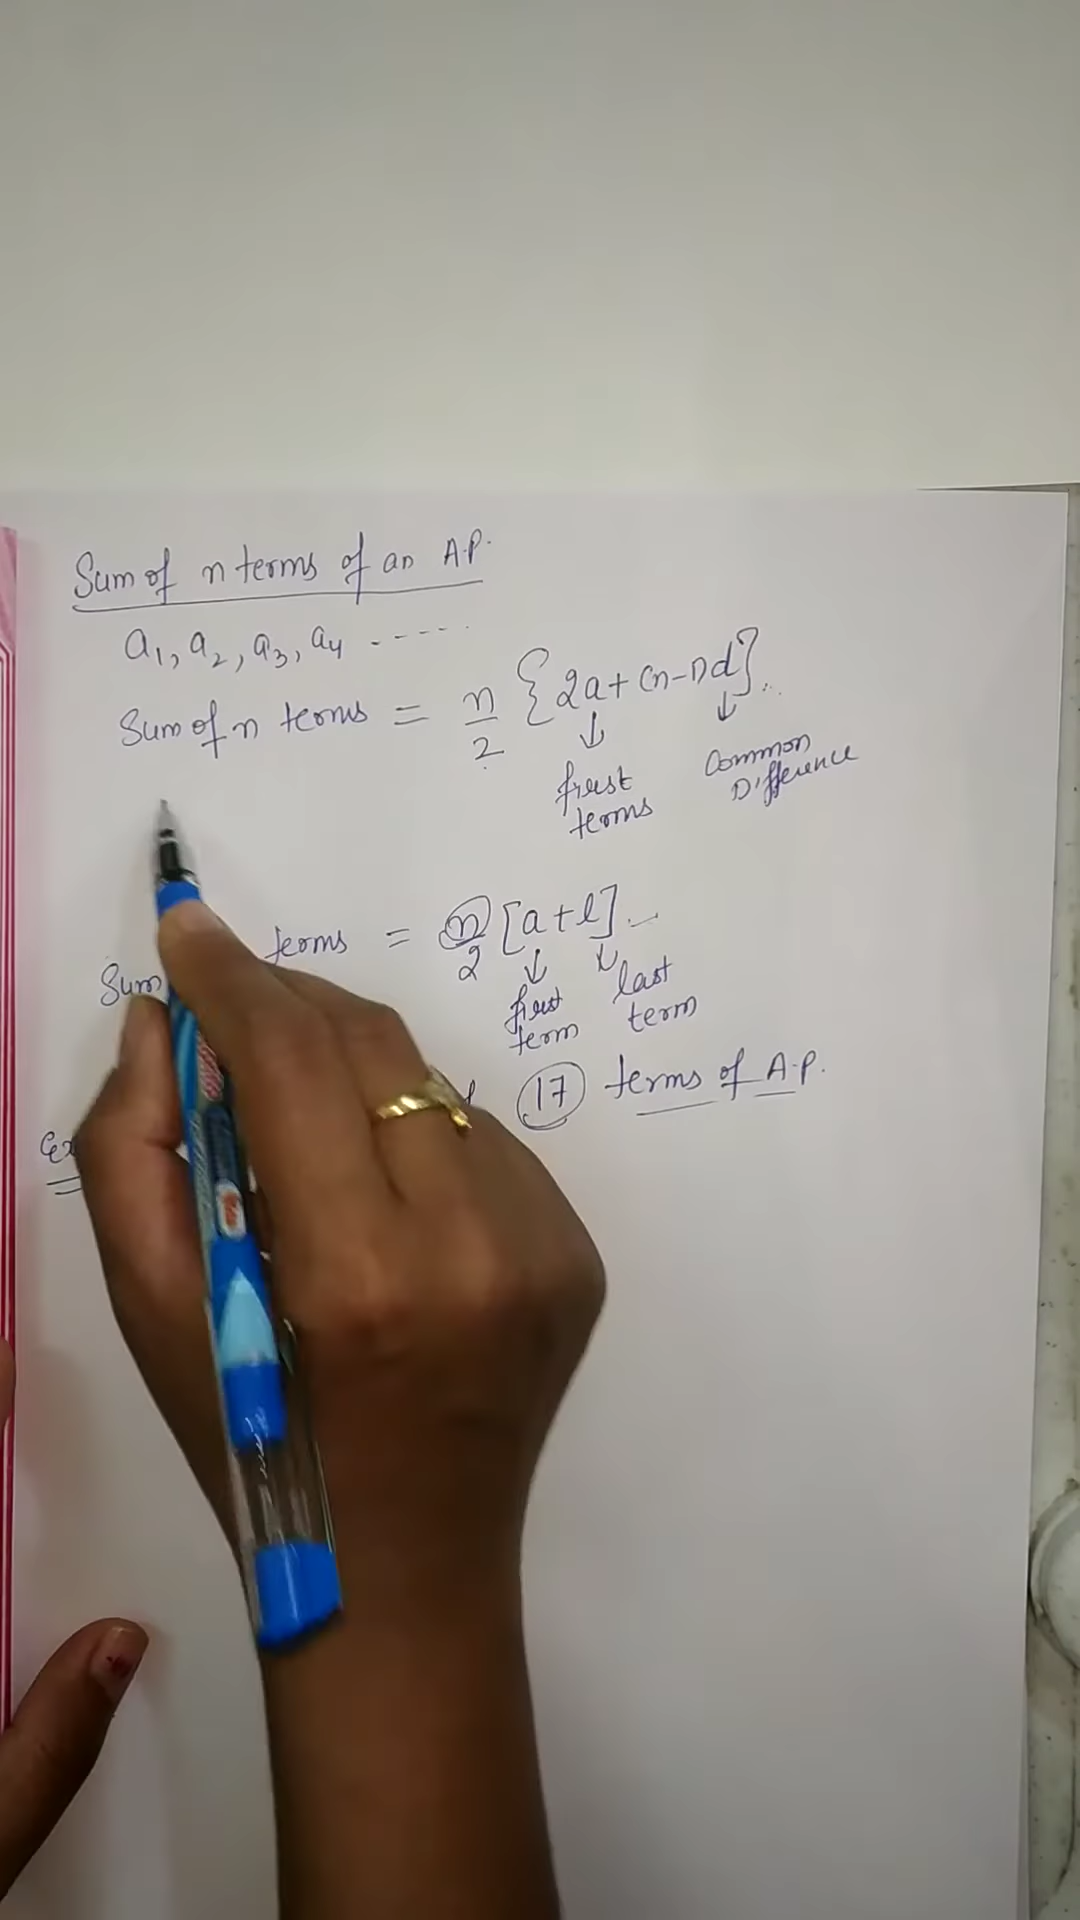 Sum of n terms of an A.P.
a1, a2, a3, a4 ------
Sum of n terms = n/2 {2a + (n-1)d}..
first terms
Common Difference
Sum terms = n/2 [a + l]..
first term
last term
17 terms of A.P.